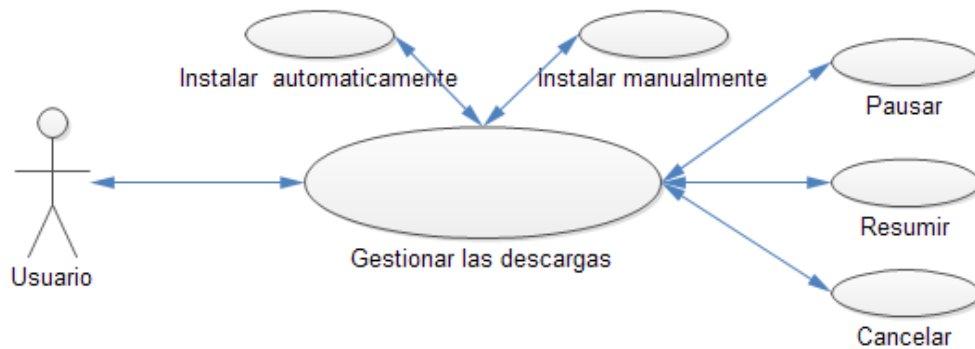 Instalar automaticamente
Instalar manualmente
Pausar
Usuario
Gestionar las descargas
Resumir
Cancelar